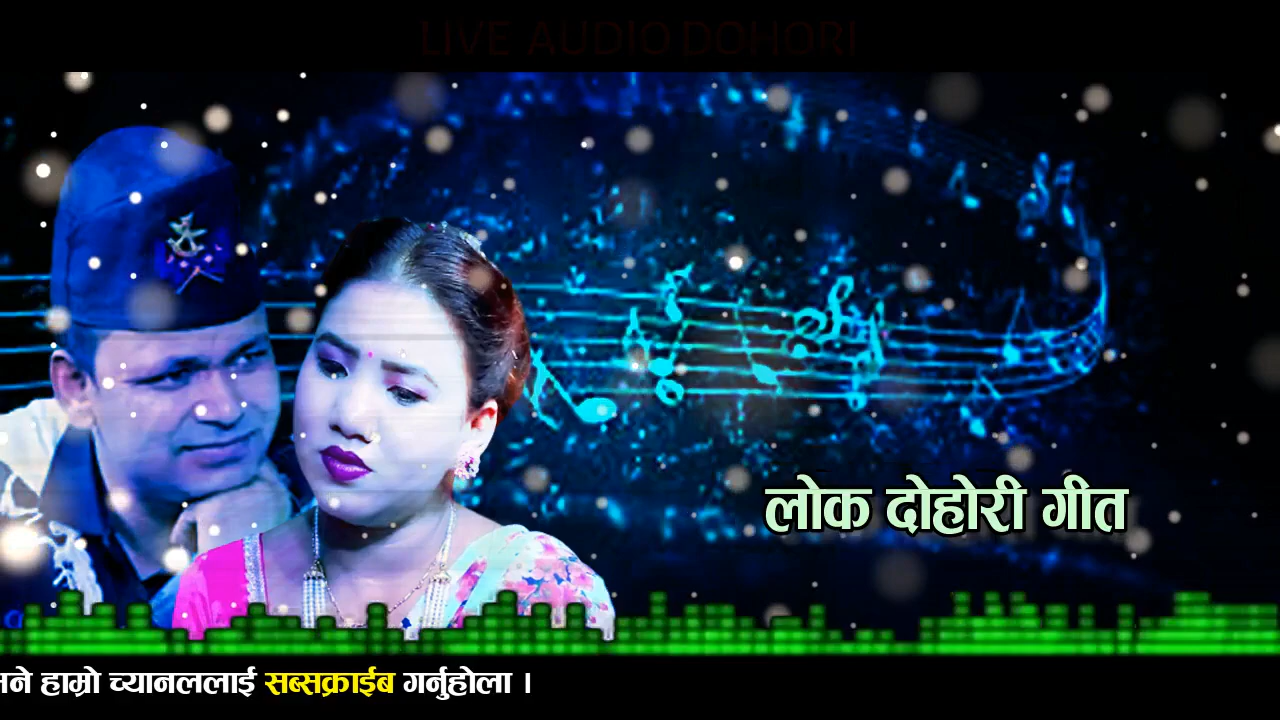 LIVE AUDIO DOHORI
लोक दोहोरी गीत
हाम्रो च्यानललाई सब्सक्राईब गर्नुहोला ।